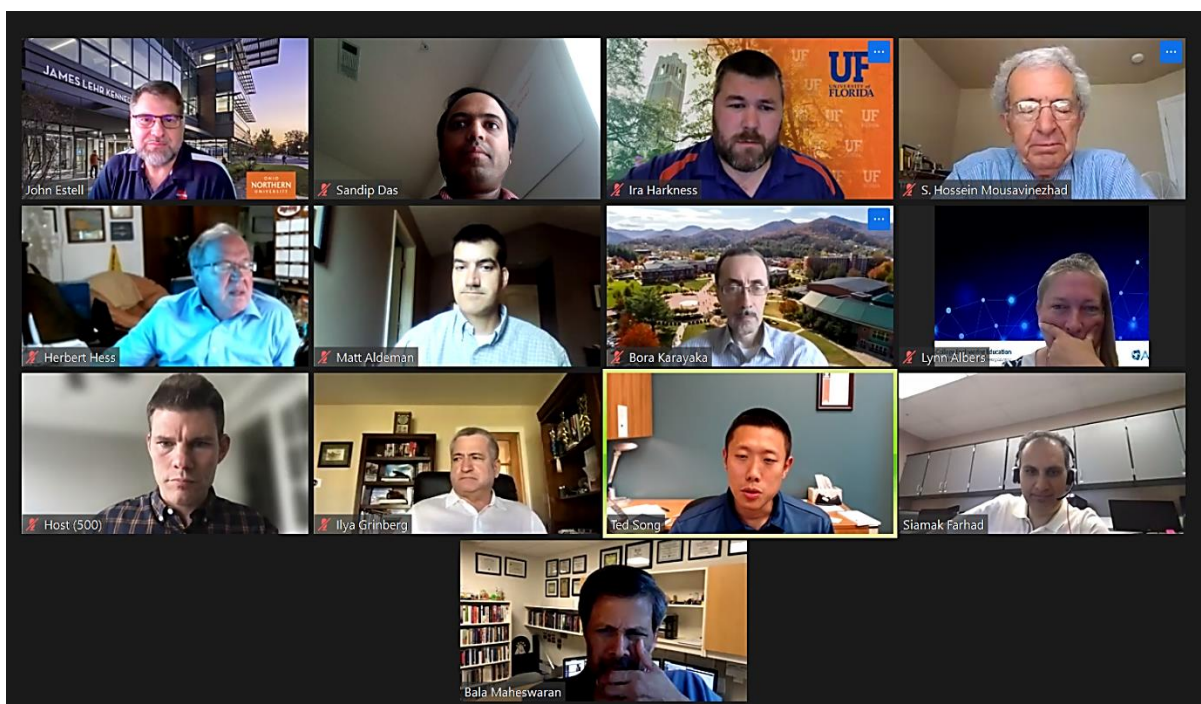 JAMES LEHR KENNE
OHIO
NORTHERN
UNIVERSITY
John Estell
Sandip Das
UF
UF
UNIVERSITY of
FLORIDA
UF
UF
UF
Ira Harkness
S. Hossein Mousavinezhad
Herbert Hess
Matt Aldeman
Bora Karayaka
Education
Lynn Albers
Host (500)
Ilya Grinberg
Ted Song
Siamak Farhad
Bala Maheswaran